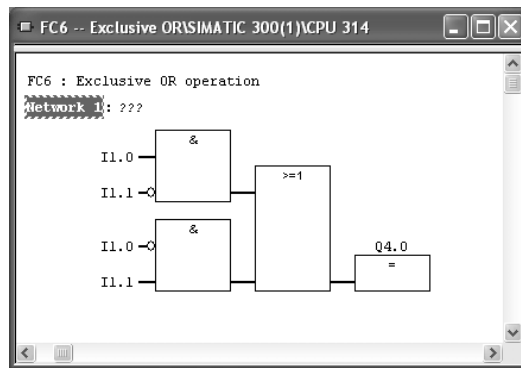 FC6 -- Exclusive OR\SIMATIC 300(1)\CPU 314
FC6 : Exclusive OR operation
Network 1: ???
&
I1.0
>=1
I1.1
&
I1.0
Q4.0
=
I1.1